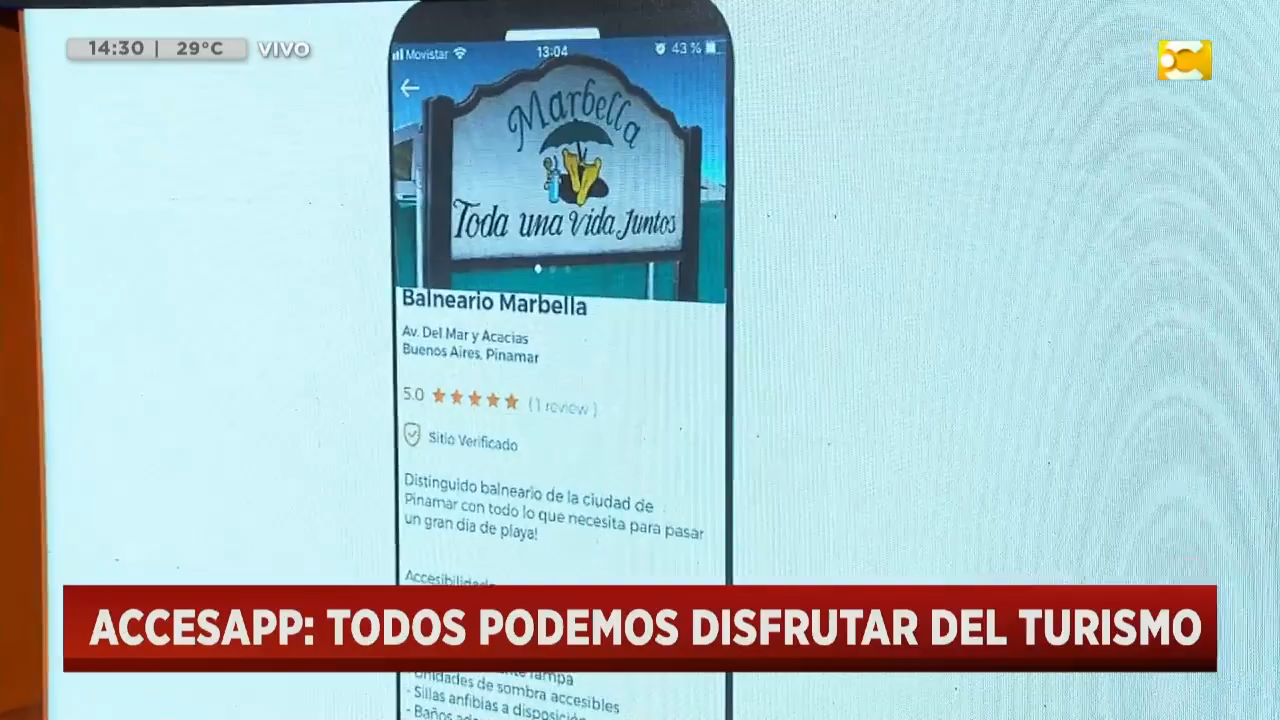 14:30 | 29°C VIVO
Movistar 13:04 43 %
Marbella
Toda una vida Juntos
Balneario Marbella
Av. Del Mar y Acacias
Buenos Aires, Pinamar
5.0 (1 review)
Sitio Verificado
Distinguido balneario de la ciudad de
Pinamar con todo lo que necesita para pasar
un gran dia de playa!
Accesibilidad
ACCESAPP: TODOS PODEMOS DISFRUTAR DEL TURISMO
rampa
- Unidades de sombra accesibles
- Sillas anfibias a disposición
- Baños